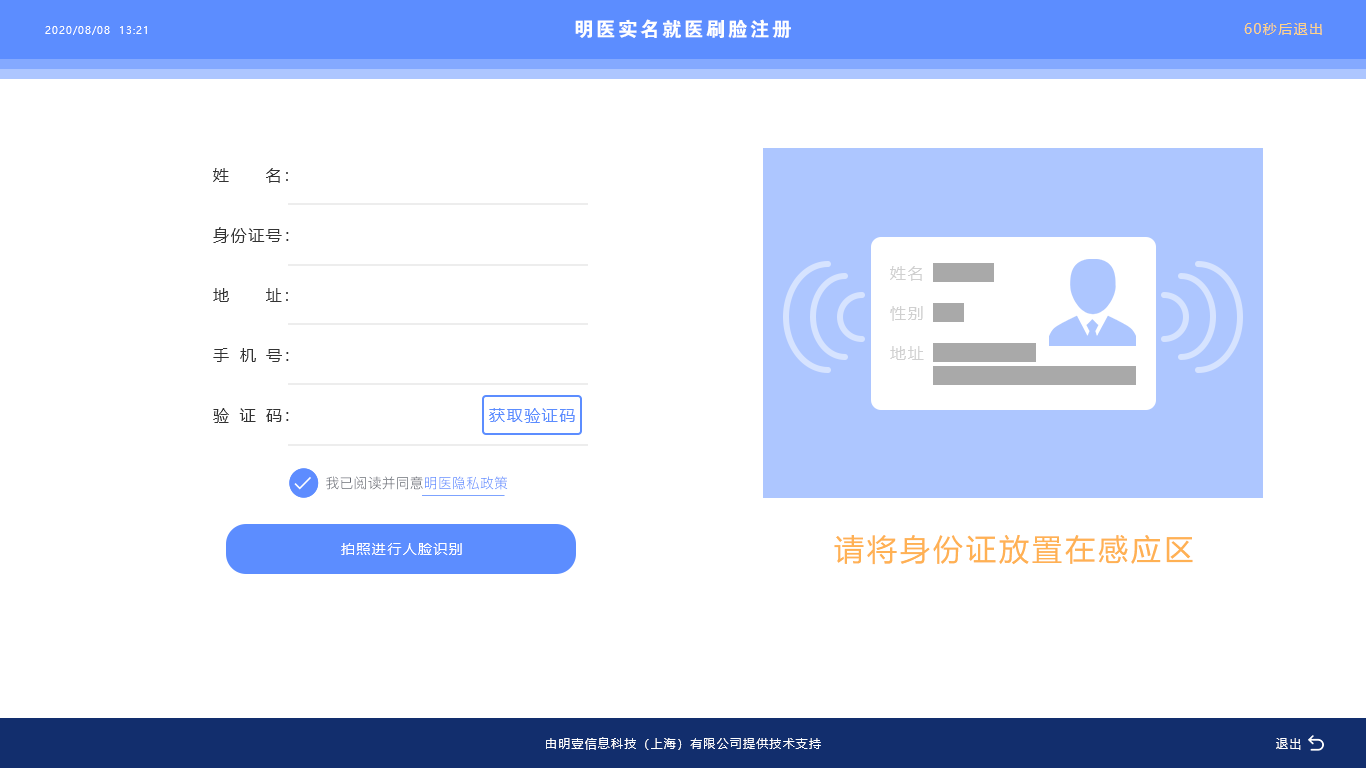 2020/08/08 13:21
明医实名就医刷脸注册
60秒后退出
姓 名：
身份证号：
地 址：
手 机 号：
验 证 码：
获取验证码
我已阅读并同意明医隐私政策
拍照进行人脸识别
姓名
性别
地址
请将身份证放置在感应区
由明壹信息科技（上海）有限公司提供技术支持
退出